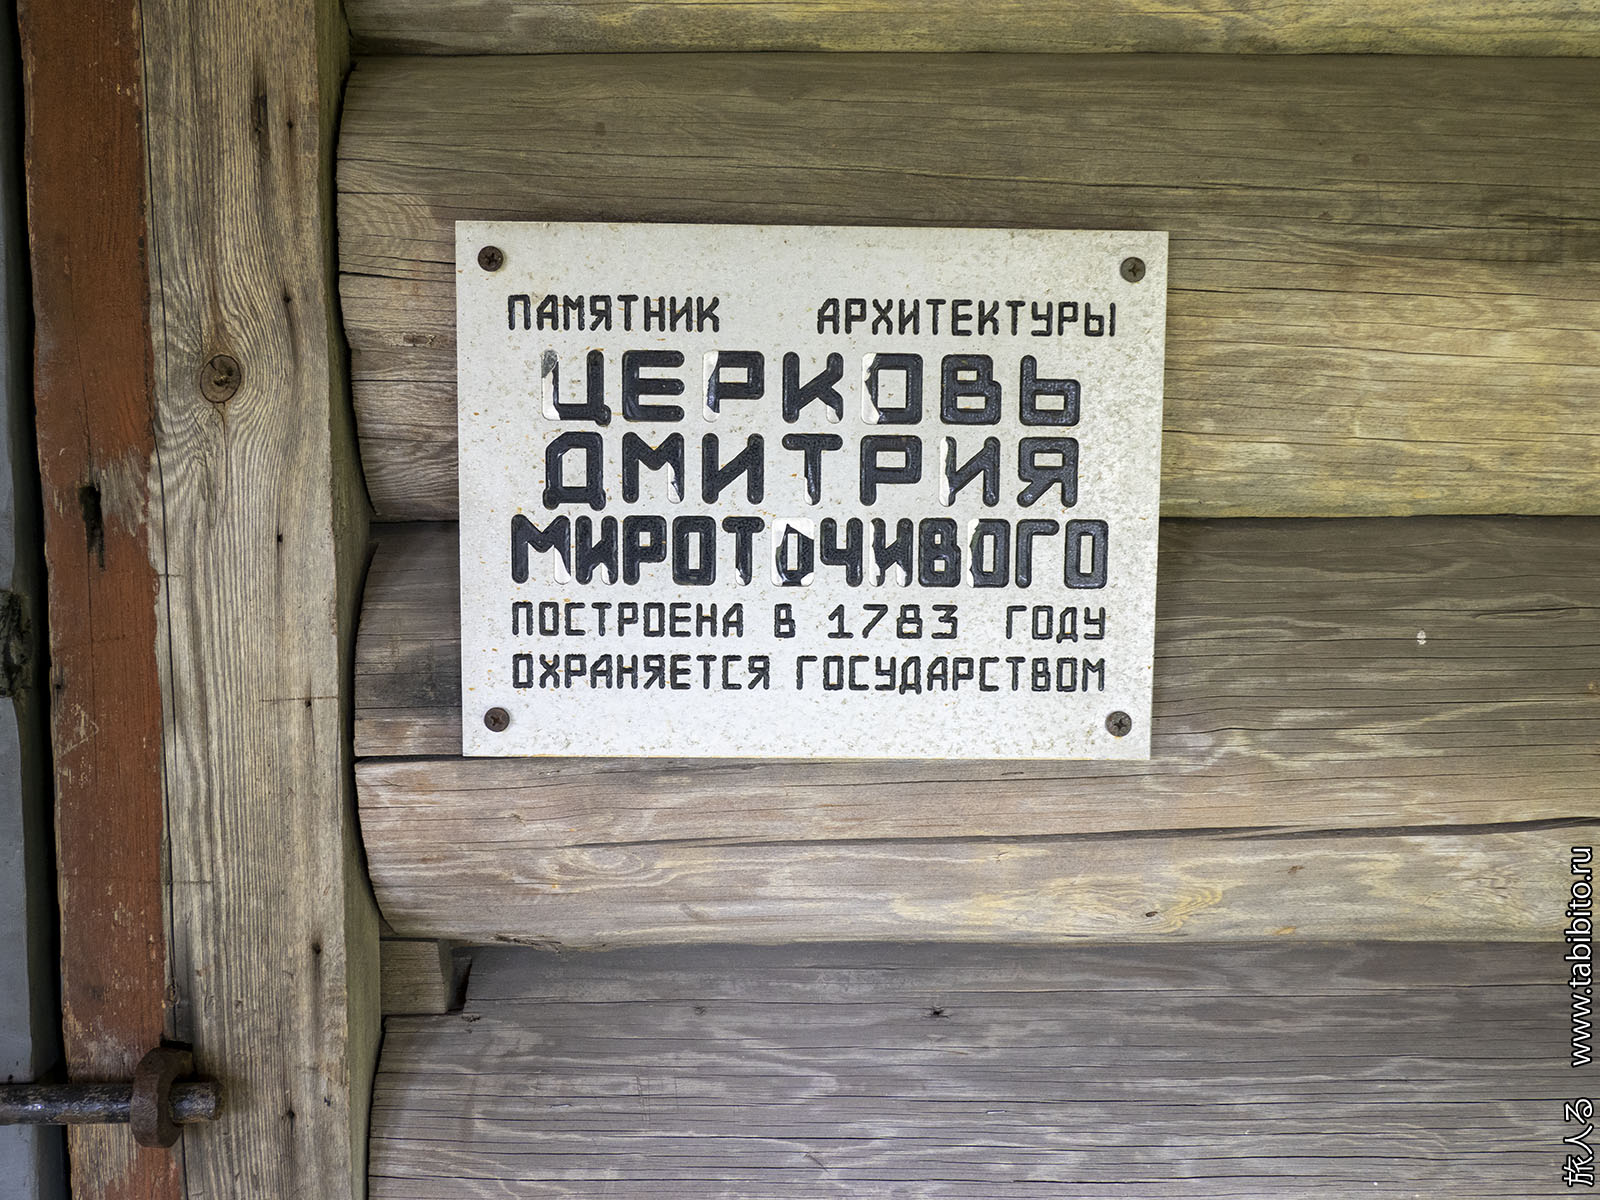 ПАМЯТНИК АРХИТЕКТУРЫ
ЦЕРКОВЬ
ДМИТРИЯ
МИРОТОЧИВОГО
ПОСТРОЕНА В 1783 ГОДУ
ОХРАНЯЕТСЯ ГОСУДАРСТВОМ
旅人る www.tabibito.ru